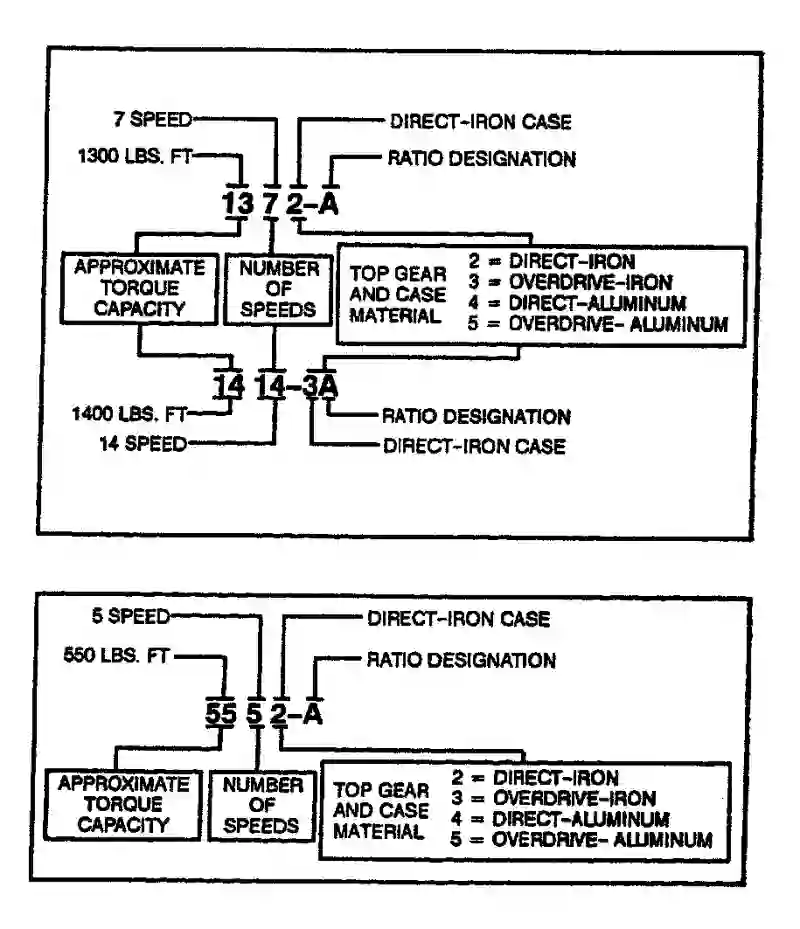 7 SPEED
DIRECT-IRON CASE
1300 LBS. FT
RATIO DESIGNATION
13 7 2-A
APPROXIMATE
TORQUE
CAPACITY
NUMBER
OF
SPEEDS
TOP GEAR
AND CASE
MATERIAL
2 = DIRECT-IRON
3 = OVERDRIVE-IRON
4 = DIRECT-ALUMINUM
5 = OVERDRIVE- ALUMINUM
14 14-3A
1400 LBS. FT
RATIO DESIGNATION
14 SPEED
DIRECT-IRON CASE
5 SPEED
DIRECT-IRON CASE
550 LBS. FT
RATIO DESIGNATION
55 5 2-A
APPROXIMATE
TORQUE
CAPACITY
NUMBER
OF
SPEEDS
TOP GEAR
AND CASE
MATERIAL
2 = DIRECT-IRON
3 = OVERDRIVE-IRON
4 = DIRECT-ALUMINUM
5 = OVERDRIVE- ALUMINUM